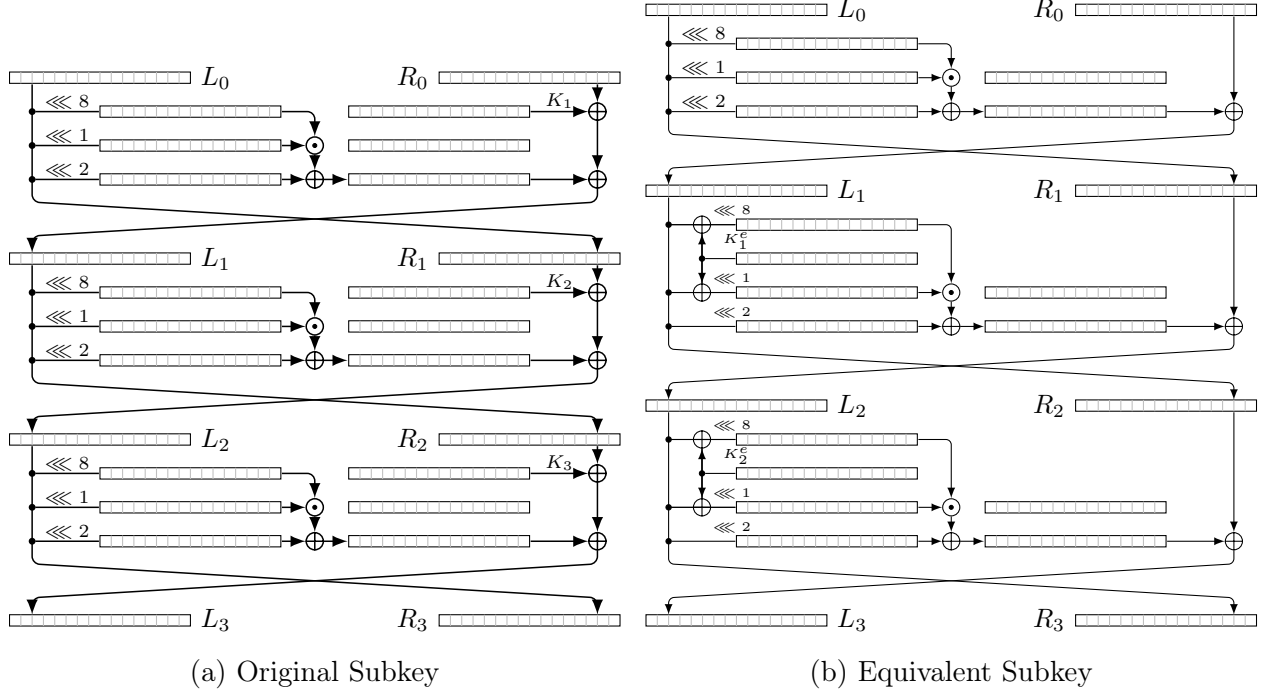 L₀ R₀
⋘ 8 K₁
⋘ 1
⋘ 2
L₁ R₁
⋘ 8 K₂
⋘ 1
⋘ 2
L₂ R₂
⋘ 8 K₃
⋘ 1
⋘ 2
L₃ R₃
(a) Original Subkey
L₀ R₀
⋘ 8
⋘ 1
⋘ 2
L₁ R₁
⋘ 8
K₁ᵉ
⋘ 1
⋘ 2
L₂ R₂
⋘ 8
K₂ᵉ
⋘ 1
⋘ 2
L₃ R₃
(b) Equivalent Subkey